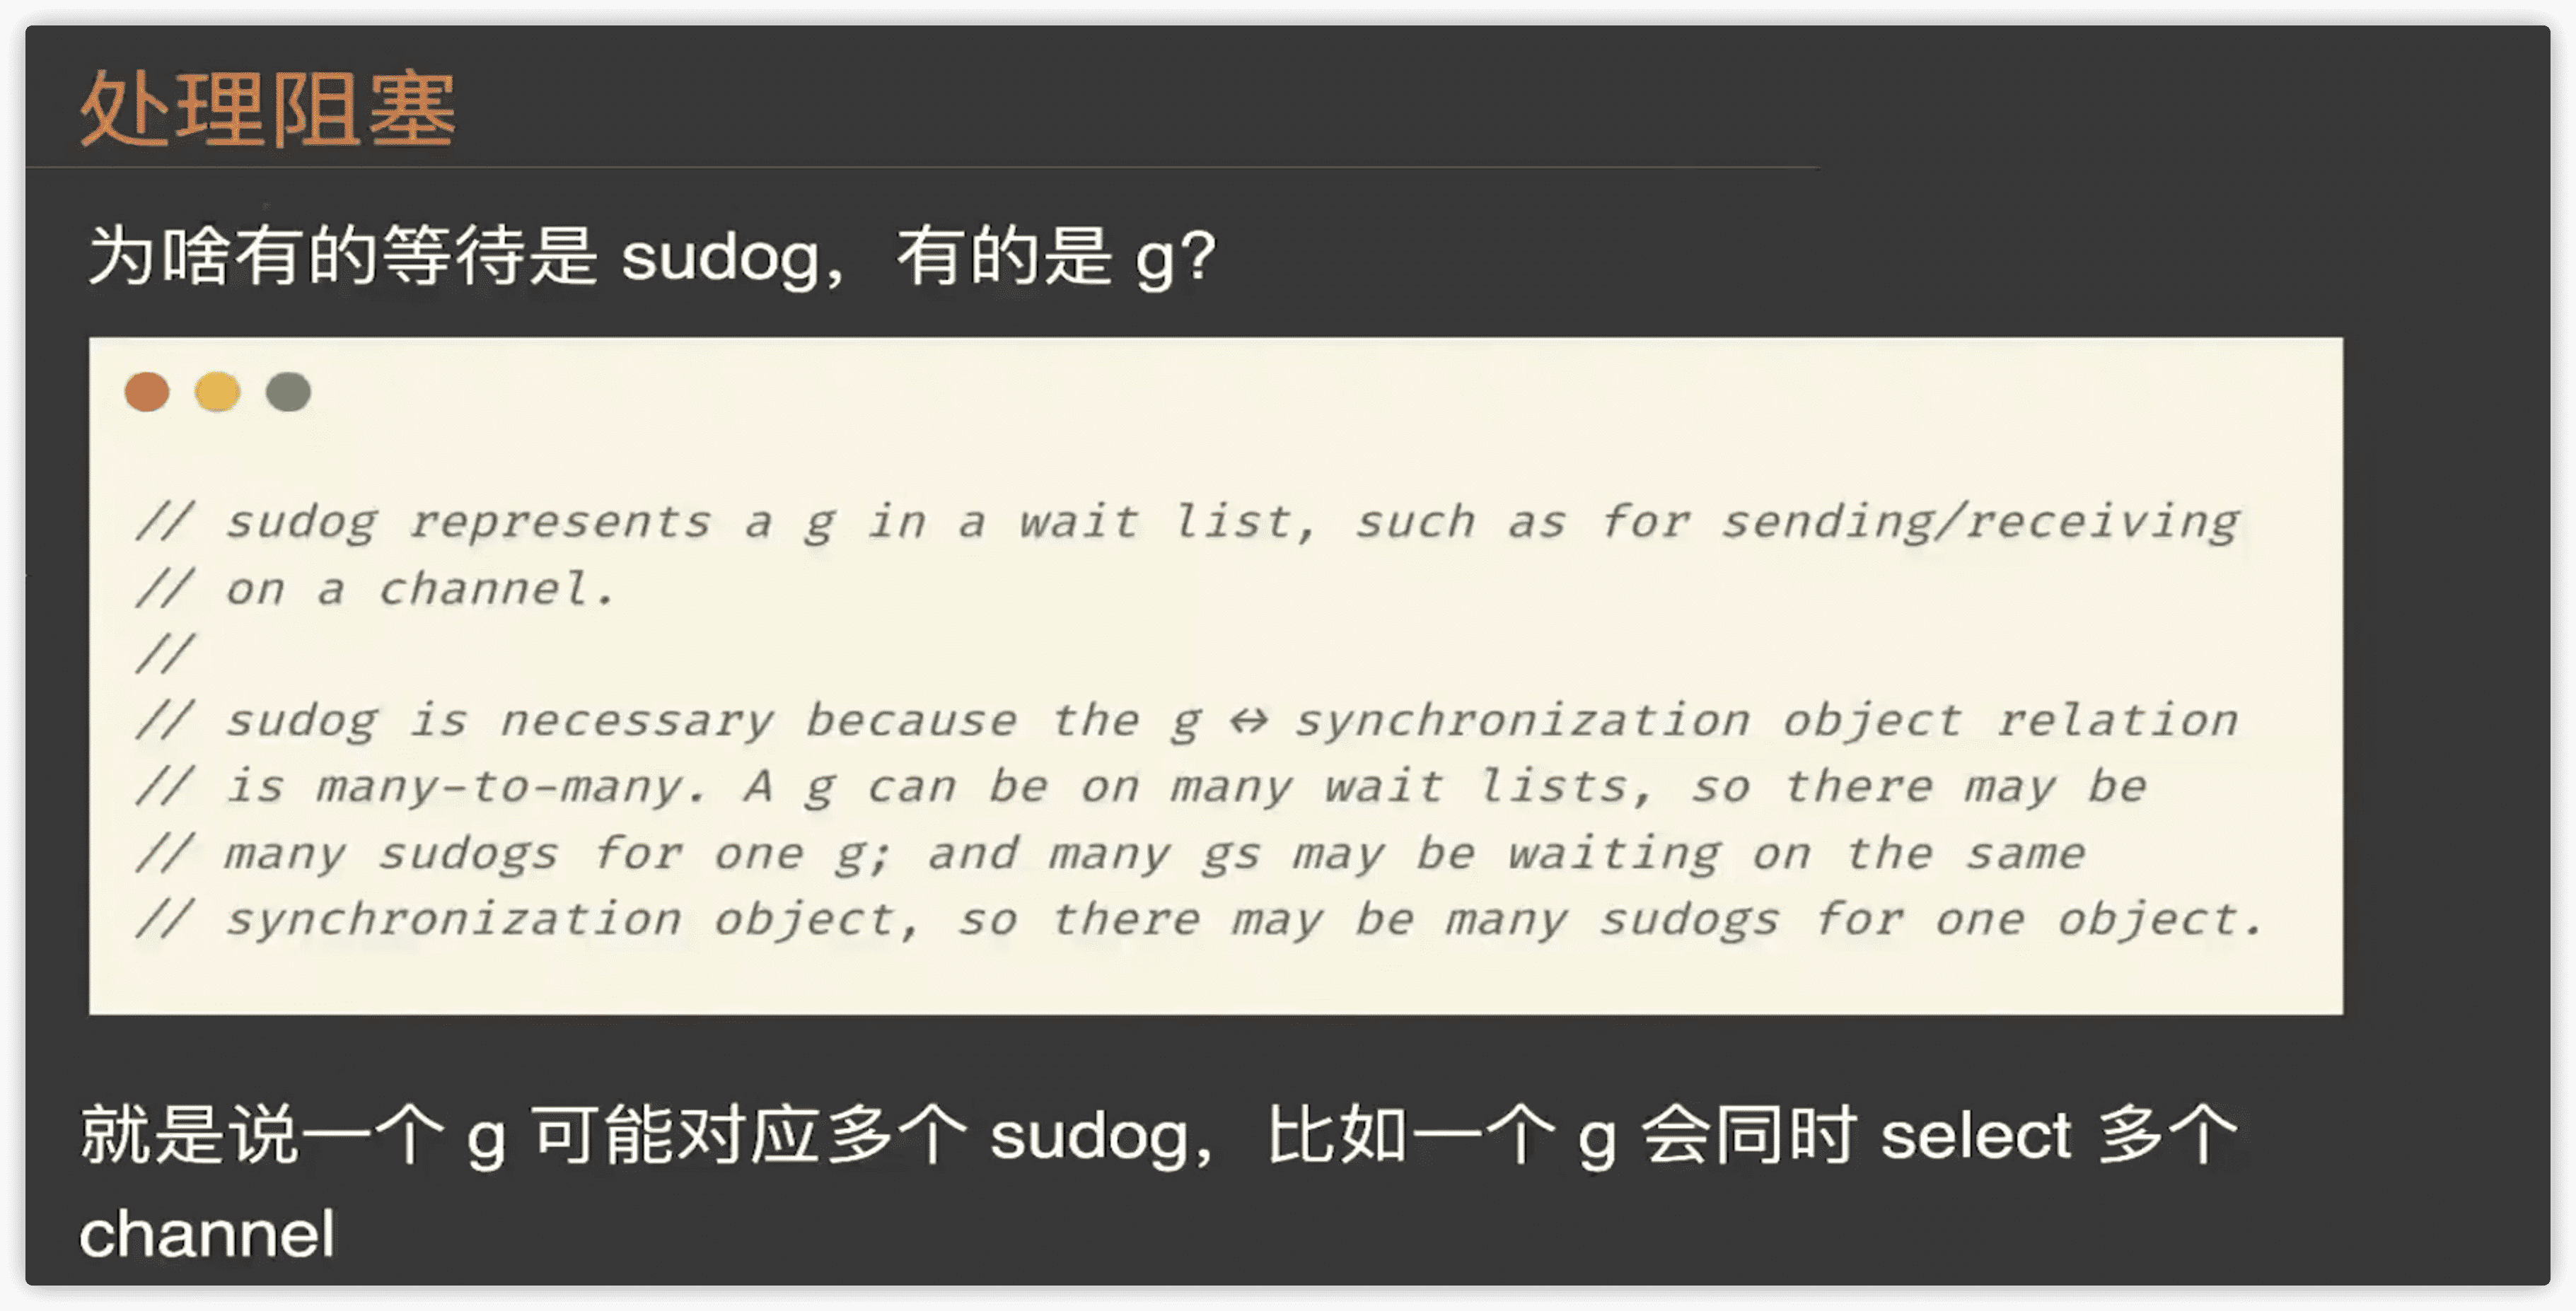 处理阻塞
为啥有的等待是 sudog，有的是 g?
// sudog represents a g in a wait list, such as for sending/receiving
// on a channel.
//
// sudog is necessary because the g ↔ synchronization object relation
// is many-to-many. A g can be on many wait lists, so there may be
// many sudogs for one g; and many gs may be waiting on the same
// synchronization object, so there may be many sudogs for one object.
就是说一个 g 可能对应多个 sudog，比如一个 g 会同时 select 多个
channel